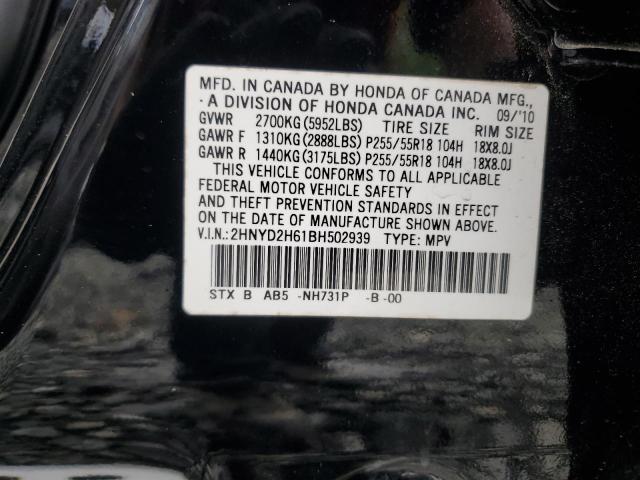 MFD. IN CANADA BY HONDA OF CANADA MFG.,
A DIVISION OF HONDA CANADA INC. 09/'10
GVWR 2700KG(5952LBS) TIRE SIZE RIM SIZE
GAWR F 1310KG(2888LBS) P255/55R18 104H 18X8.0J
GAWR R 1440KG(3175LBS) P255/55R18 104H 18X8.0J
THIS VEHICLE CONFORMS TO ALL APPLICABLE
FEDERAL MOTOR VEHICLE SAFETY
AND THEFT PREVENTION STANDARDS IN EFFECT
ON THE DATE OF MANUFACTURE SHOWN ABOVE.
V.I.N.:2HNYD2H61BH502939 TYPE: MPV
STX B AB5 -NH731P -B-00